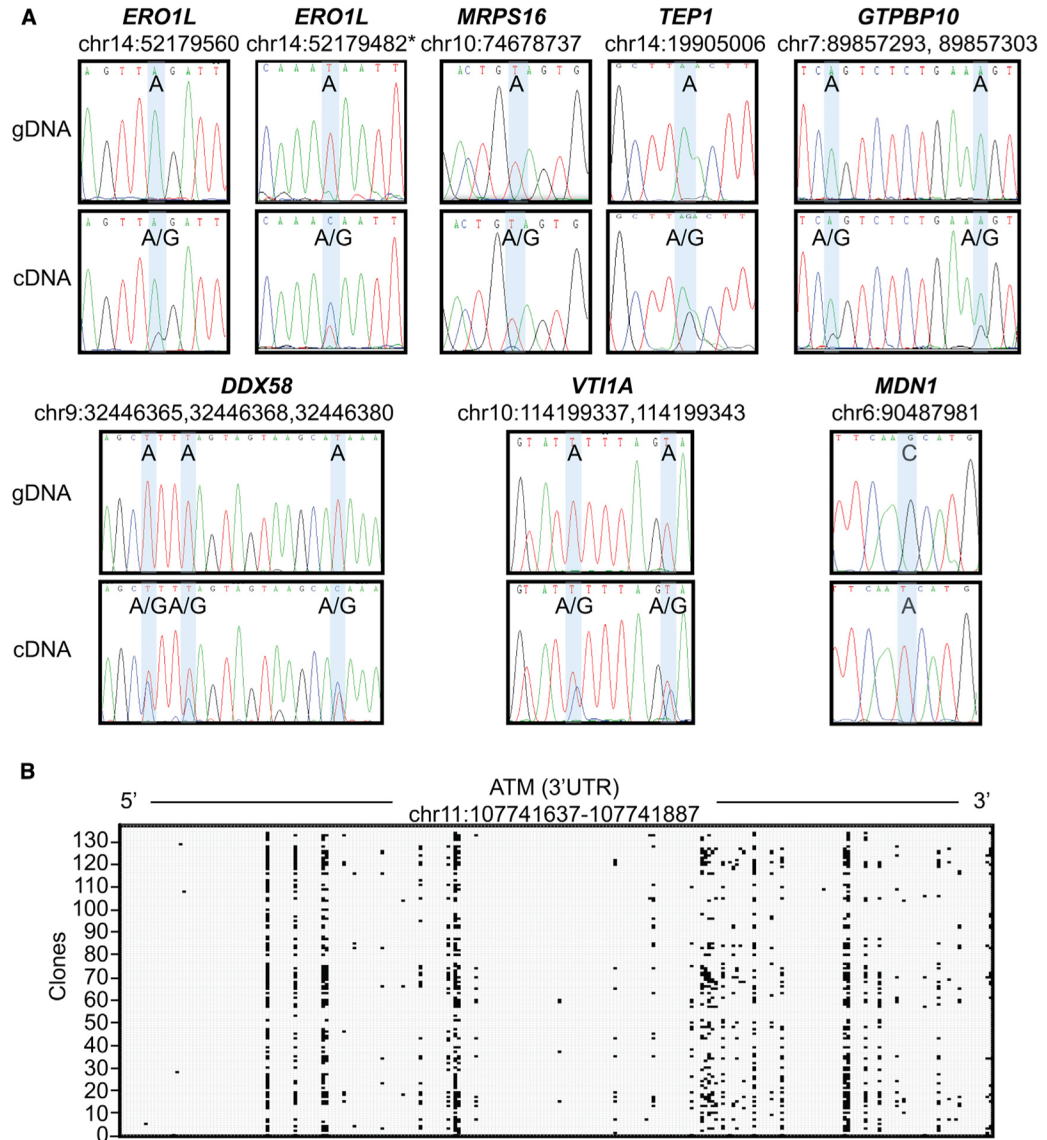 A
ERO1L ERO1L MRPS16 TEP1 GTPBP10
chr14:52179560 chr14:52179482* chr10:74678737 chr14:19905006 chr7:89857293, 89857303
A G T T A G A T T C A A A T A A T T A C T G T A G T G G C T T A A C T T T C A G T C T C T G A A A G T
A A A A A A
gDNA
A G T T A G A T T C A A A C A A T T A C T G T A G T G G C T T A G A C T T T C A G T C T C T G A A A G T
A/G A/G A/G A/G A/G A/G
cDNA
DDX58 VTI1A MDN1
chr9:32446365,32446368,32446380 chr10:114199337,114199343 chr6:90487981
A G C T T T T A G T A G T A A G C A T A A A G T A T T T T T A G T A T T C A A G C A T G
A A A A A C
gDNA
A G C T T T T A G T A G T A A G C A C A A A G T A T T T T T A G T A T T C A A T C A T G
A/G A/G A/G A/G A/G A
cDNA
B
ATM (3'UTR)
5' 3'
chr11:107741637-107741887
Clones
130
120
110
100
90
80
70
60
50
40
30
20
10
0